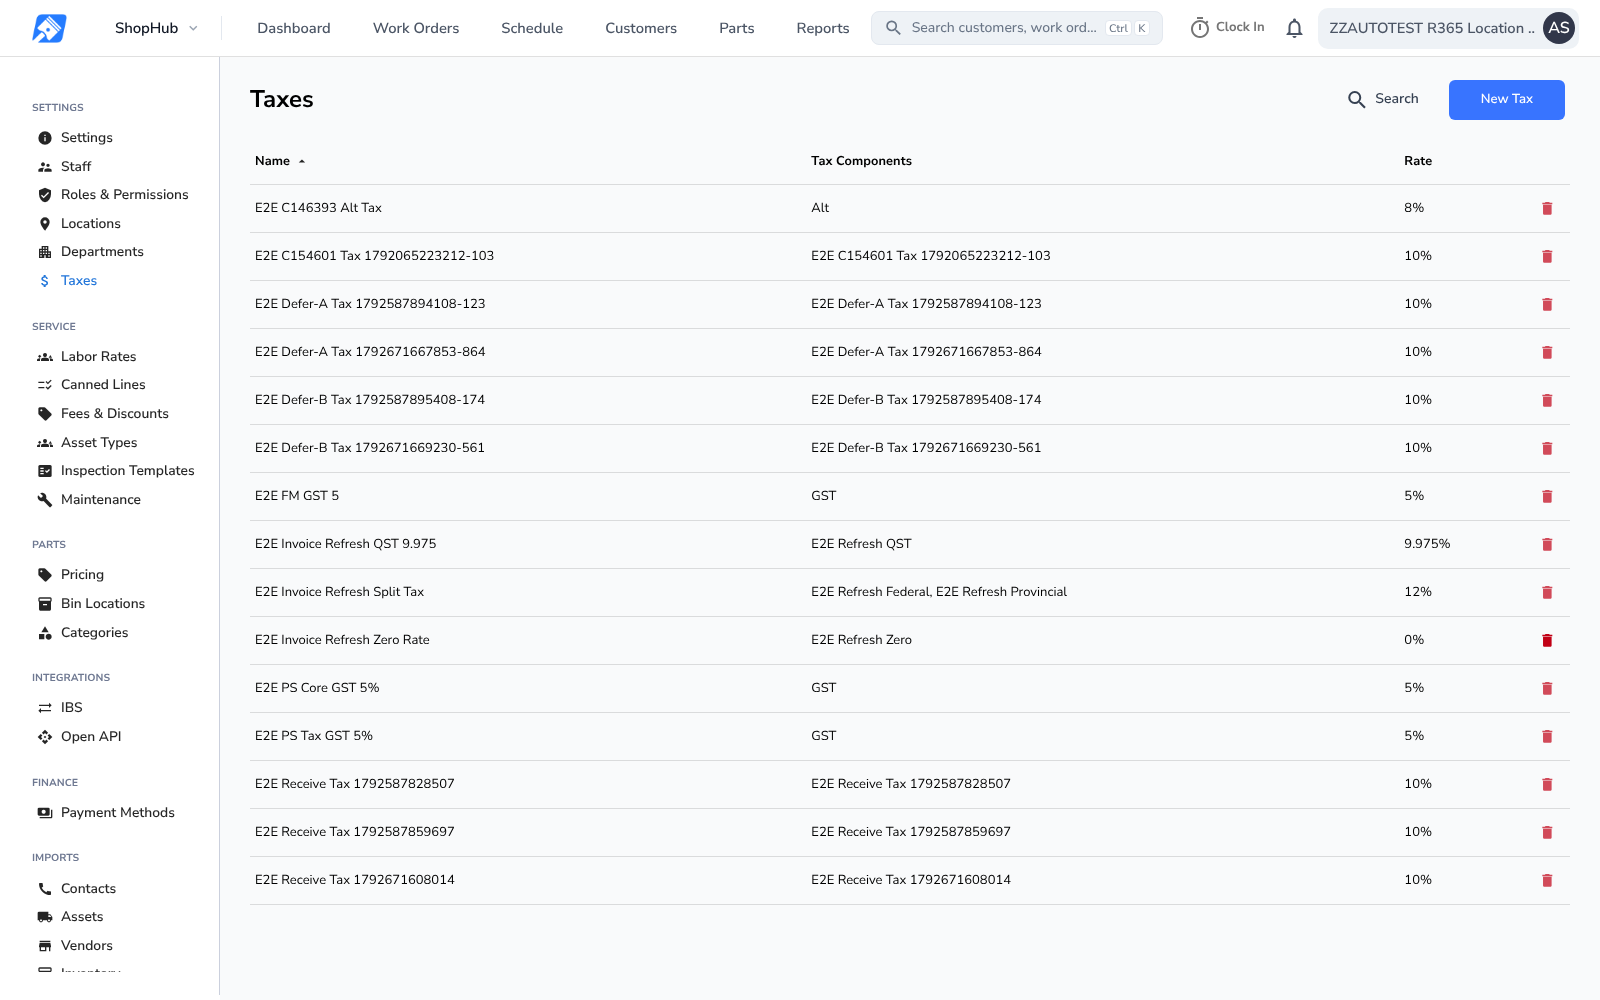 ShopHub
Dashboard
Work Orders
Schedule
Customers
Parts
Reports
Search customers, work ord...
Ctrl
K
Clock In
ZZAUTOTEST R365 Location ..
AS
SETTINGS
Settings
Staff
Roles & Permissions
Locations
Departments
Taxes
SERVICE
Labor Rates
Canned Lines
Fees & Discounts
Asset Types
Inspection Templates
Maintenance
PARTS
Pricing
Bin Locations
Categories
INTEGRATIONS
IBS
Open API
FINANCE
Payment Methods
IMPORTS
Contacts
Assets
Vendors
Taxes
Search
New Tax
Name Tax Components Rate
E2E C146393 Alt Tax Alt 8%
E2E C154601 Tax 1792065223212-103 E2E C154601 Tax 1792065223212-103 10%
E2E Defer-A Tax 1792587894108-123 E2E Defer-A Tax 1792587894108-123 10%
E2E Defer-A Tax 1792671667853-864 E2E Defer-A Tax 1792671667853-864 10%
E2E Defer-B Tax 1792587895408-174 E2E Defer-B Tax 1792587895408-174 10%
E2E Defer-B Tax 1792671669230-561 E2E Defer-B Tax 1792671669230-561 10%
E2E FM GST 5 GST 5%
E2E Invoice Refresh QST 9.975 E2E Refresh QST 9.975%
E2E Invoice Refresh Split Tax E2E Refresh Federal, E2E Refresh Provincial 12%
E2E Invoice Refresh Zero Rate E2E Refresh Zero 0%
E2E PS Core GST 5% GST 5%
E2E PS Tax GST 5% GST 5%
E2E Receive Tax 1792587828507 E2E Receive Tax 1792587828507 10%
E2E Receive Tax 1792587859697 E2E Receive Tax 1792587859697 10%
E2E Receive Tax 1792671608014 E2E Receive Tax 1792671608014 10%